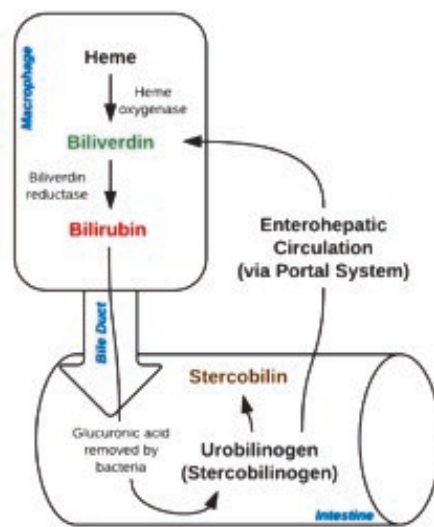 Macrophage
Heme
Heme
oxygenase
Biliverdin
Biliverdin
reductase
Bilirubin
Enterohepatic
Circulation
(via Portal System)
Bile Duct
Stercobilin
Glucuronic acid
removed by
bacteria
Urobilinogen
(Stercobilinogen)
Intestine